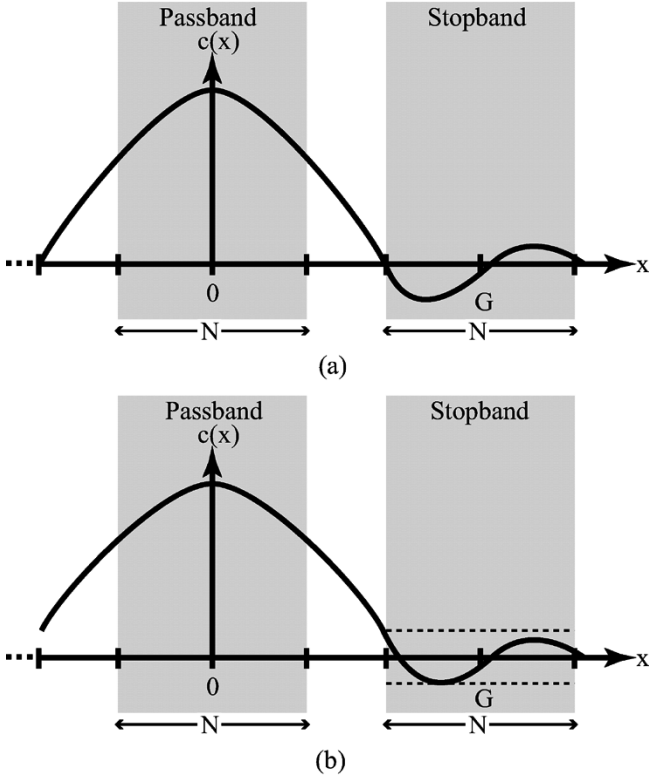 Passband Stopband
c(x)
x
0 G
N N
(a)
Passband Stopband
c(x)
x
0 G
N N
(b)